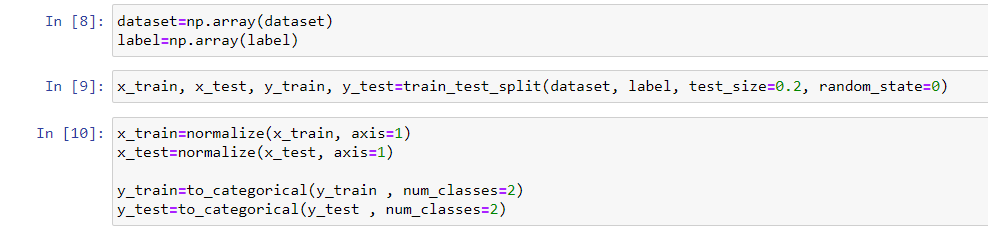 In [8]: dataset=np.array(dataset)
label=np.array(label)
In [9]: x_train, x_test, y_train, y_test=train_test_split(dataset, label, test_size=0.2, random_state=0)
In [10]: x_train=normalize(x_train, axis=1)
x_test=normalize(x_test, axis=1)
y_train=to_categorical(y_train , num_classes=2)
y_test=to_categorical(y_test , num_classes=2)